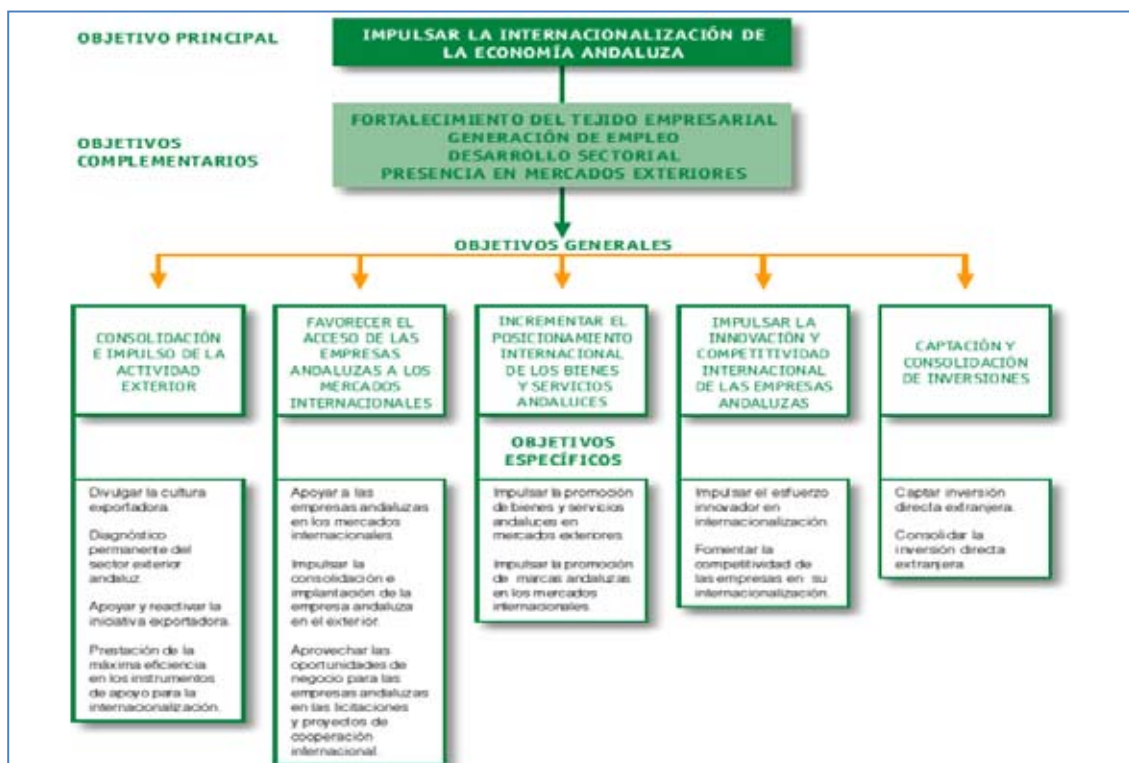 OBJETIVO PRINCIPAL
IMPULSAR LA INTERNACIONALIZACIÓN DE
LA ECONOMÍA ANDALUZA
OBJETIVOS
COMPLEMENTARIOS
FORTALECIMIENTO DEL TEJIDO EMPRESARIAL
GENERACIÓN DE EMPLEO
DESARROLLO SECTORIAL
PRESENCIA EN MERCADOS EXTERIORES
OBJETIVOS GENERALES
CONSOLIDACIÓN
E IMPULSO DE LA
ACTIVIDAD
EXTERIOR
FAVORECER EL
ACCESO DE LAS
EMPRESAS
ANDALUZAS A LOS
MERCADOS
INTERNACIONALES
INCREMENTAR EL
POSICIONAMIENTO
INTERNACIONAL
DE LOS BIENES
Y SERVICIOS
ANDALUCES
IMPULSAR LA
INNOVACIÓN Y
COMPETITIVIDAD
INTERNACIONAL
DE LAS EMPRESAS
ANDALUZAS
CAPTACIÓN Y
CONSOLIDACIÓN
DE INVERSIONES
OBJETIVOS
ESPECÍFICOS
Divulgar la cultura
exportadora.
Diagnóstico
permanente del
sector exterior
andaluz.
Apoyar y reactivar la
iniciativa exportadora.
Prestación de la
máxima eficiencia
en los instrumentos
de apoyo para la
internacionalización.
Apoyar a las
empresas andaluzas
en los mercados
internacionales.
Impulsar la
consolidación e
implantación de la
empresa andaluza
en el exterior.
Aprovechar las
oportunidades de
negocio para las
empresas andaluzas
en las licitaciones
y proyectos de
cooperación
internacional.
Impulsar la promoción
de bienes y servicios
andaluces en
mercados exteriores.
Impulsar la promoción
de marcas andaluzas
en los mercados
internacionales.
Impulsar el esfuerzo
innovador en
internacionalización.
Fomentar la
competitividad de
las empresas en su
internacionalización.
Captar inversión
directa extranjera.
Consolidar la
inversión directa
extranjera.